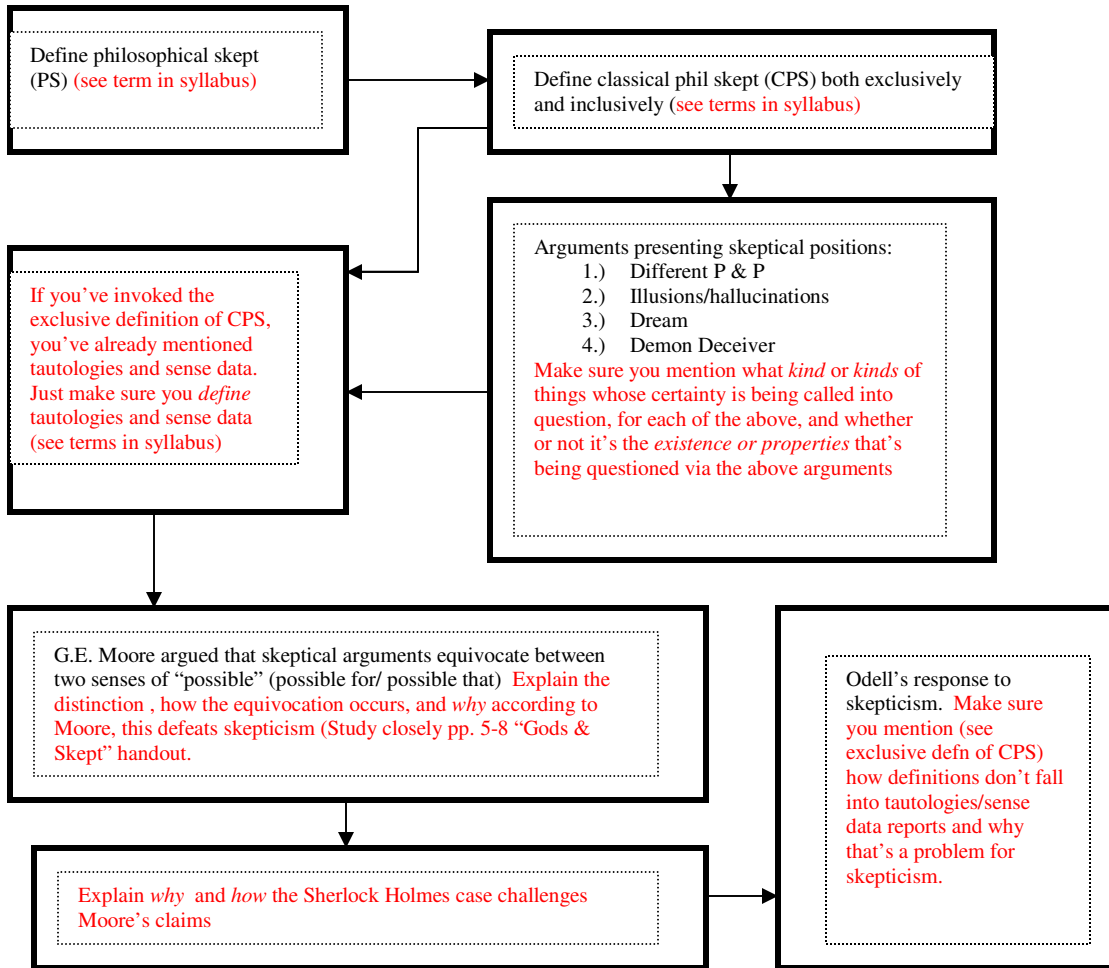 Define philosophical skept
(PS) (see term in syllabus)
Define classical phil skept (CPS) both exclusively
and inclusively (see terms in syllabus)
Arguments presenting skeptical positions:
1.) Different P & P
2.) Illusions/hallucinations
3.) Dream
4.) Demon Deceiver
Make sure you mention what kind or kinds of
things whose certainty is being called into
question, for each of the above, and whether
or not it's the existence or properties that's
being questioned via the above arguments
If you've invoked the
exclusive definition of CPS,
you've already mentioned
tautologies and sense data.
Just make sure you define
tautologies and sense data
(see terms in syllabus)
G.E. Moore argued that skeptical arguments equivocate between
two senses of "possible" (possible for/ possible that) Explain the
distinction , how the equivocation occurs, and why according to
Moore, this defeats skepticism (Study closely pp. 5-8 "Gods &
Skept" handout.
Explain why and how the Sherlock Holmes case challenges
Moore's claims
Odell's response to
skepticism. Make sure
you mention (see
exclusive defn of CPS)
how definitions don't fall
into tautologies/sense
data reports and why
that's a problem for
skepticism.